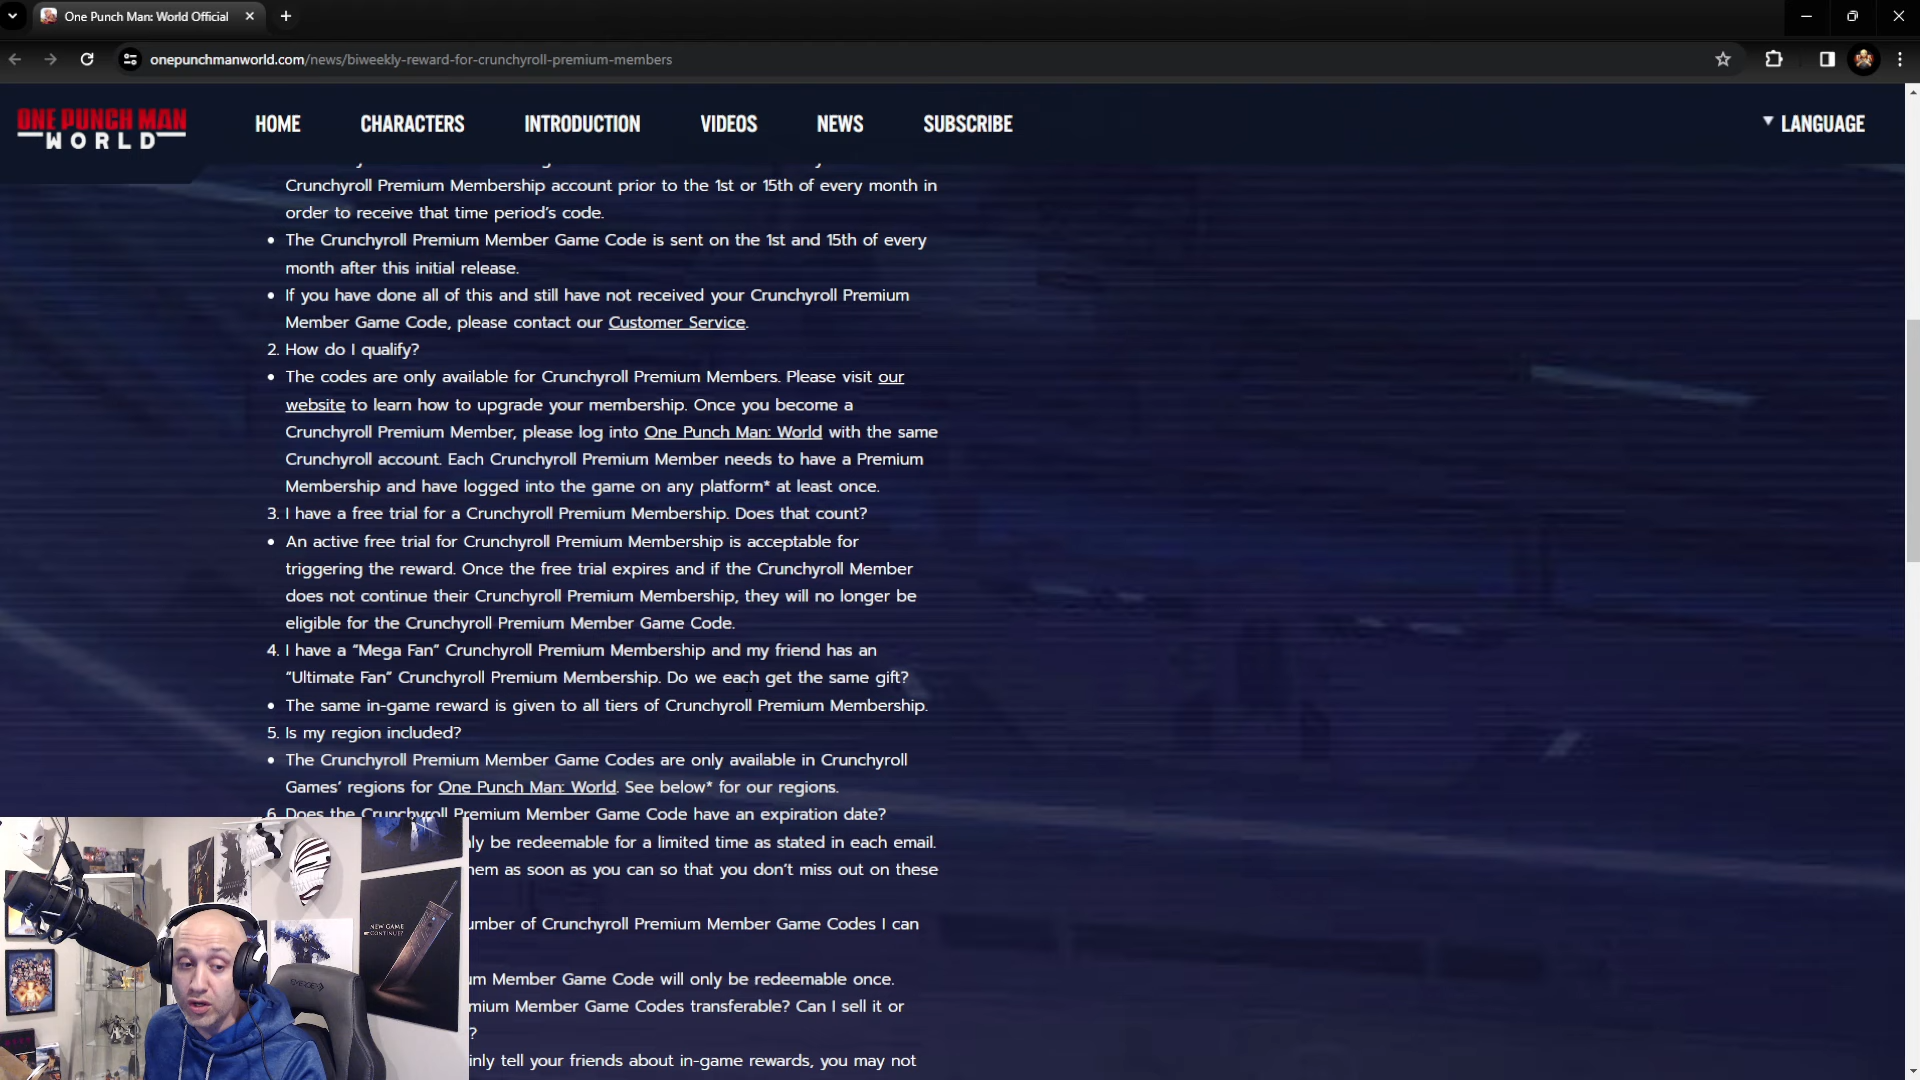 One Punch Man: World Official
onepunchmanworld.com/news/biweekly-reward-for-crunchyroll-premium-members
ONE PUNCH MAN
WORLD
HOME
CHARACTERS
INTRODUCTION
VIDEOS
NEWS
SUBSCRIBE
LANGUAGE
Crunchyroll Premium Membership account prior to the 1st or 15th of every month in
order to receive that time period's code.
• The Crunchyroll Premium Member Game Code is sent on the 1st and 15th of every
month after this initial release.
• If you have done all of this and still have not received your Crunchyroll Premium
Member Game Code, please contact our Customer Service.
2. How do I qualify?
• The codes are only available for Crunchyroll Premium Members. Please visit our
website to learn how to upgrade your membership. Once you become a
Crunchyroll Premium Member, please log into One Punch Man: World with the same
Crunchyroll account. Each Crunchyroll Premium Member needs to have a Premium
Membership and have logged into the game on any platform* at least once.
3. I have a free trial for a Crunchyroll Premium Membership. Does that count?
• An active free trial for Crunchyroll Premium Membership is acceptable for
triggering the reward. Once the free trial expires and if the Crunchyroll Member
does not continue their Crunchyroll Premium Membership, they will no longer be
eligible for the Crunchyroll Premium Member Game Code.
4. I have a "Mega Fan" Crunchyroll Premium Membership and my friend has an
"Ultimate Fan" Crunchyroll Premium Membership. Do we each get the same gift?
• The same in-game reward is given to all tiers of Crunchyroll Premium Membership.
5. Is my region included?
• The Crunchyroll Premium Member Game Codes are only available in Crunchyroll
Games' regions for One Punch Man: World. See below* for our regions.
6. Does the Crunchyroll Premium Member Game Code have an expiration date?
ly be redeemable for a limited time as stated in each email.
hem as soon as you can so that you don't miss out on these
umber of Crunchyroll Premium Member Game Codes I can
um Member Game Code will only be redeemable once.
mium Member Game Codes transferable? Can I sell it or
?
inly tell your friends about in-game rewards, you may not
NEW GAME
CONTINUE?